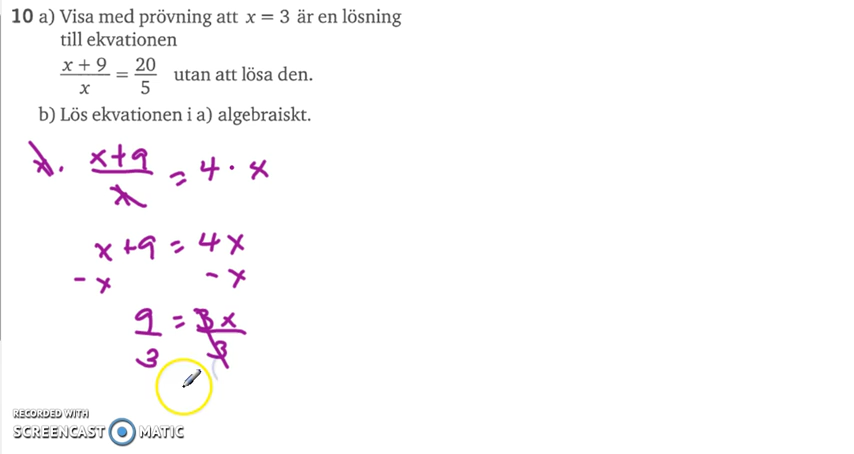 10 a) Visa med prövning att x = 3 är en lösning
till ekvationen
(x + 9)/x = 20/5 utan att lösa den.
b) Lös ekvationen i a) algebraiskt.
x · (x+9)/x = 4 · x
x + 9 = 4x
- x - x
9/3 = 3x/3
RECORDED WITH
SCREENCAST MATIC